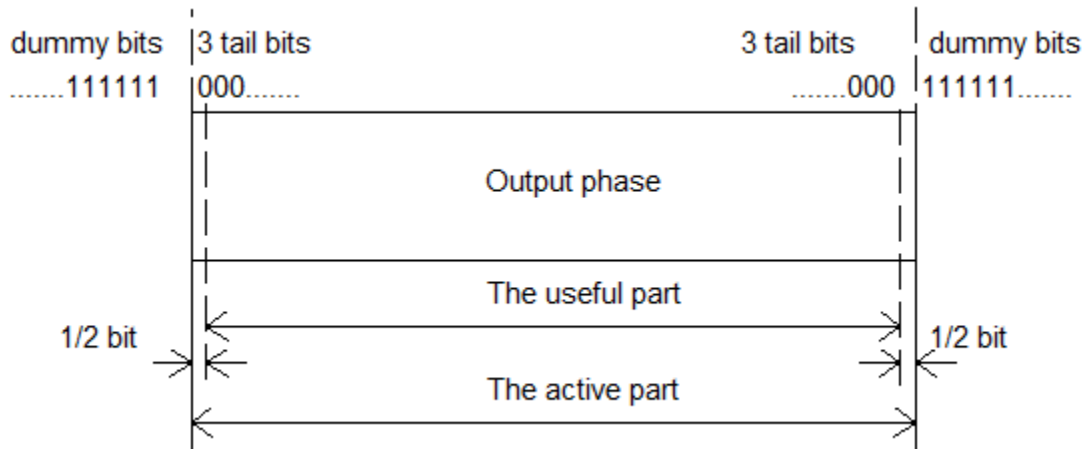 dummy bits 3 tail bits 3 tail bits dummy bits
.......111111 000....... .......000 111111.......
Output phase
The useful part
1/2 bit 1/2 bit
The active part